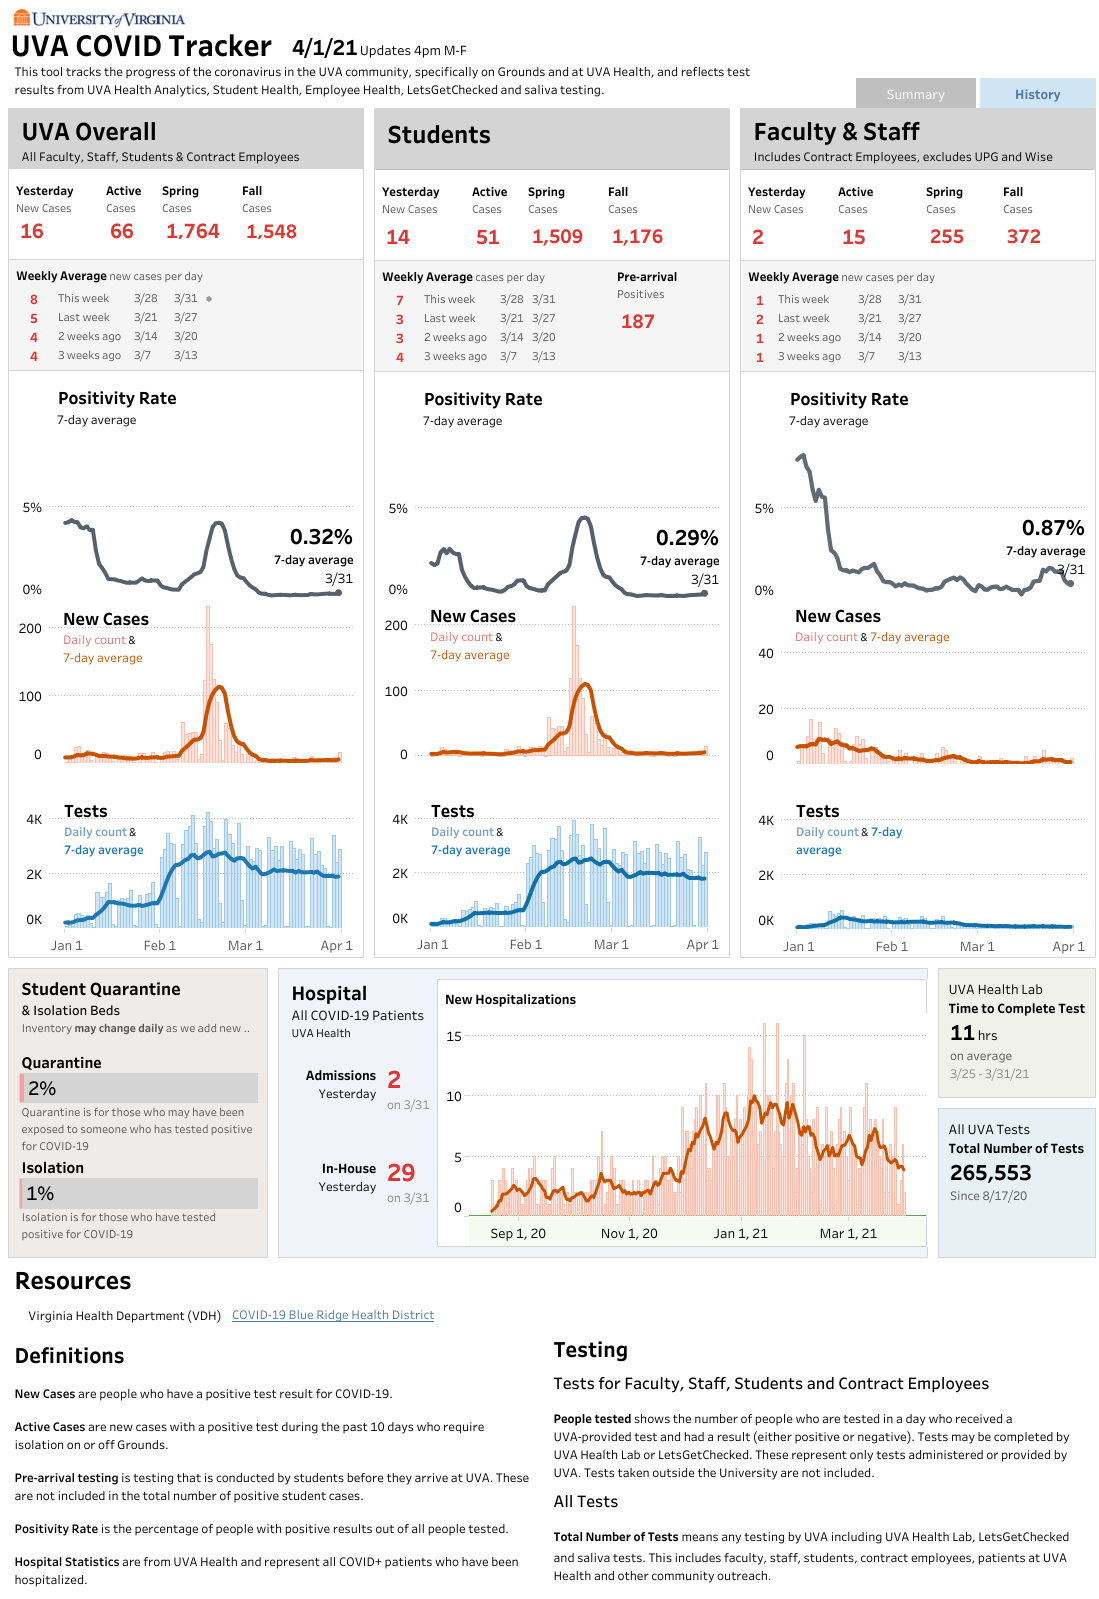 UNIVERSITY of VIRGINIA
UVA COVID Tracker 4/1/21 Updates 4pm M-F
This tool tracks the progress of the coronavirus in the UVA community, specifically on Grounds and at UVA Health, and reflects test
results from UVA Health Analytics, Student Health, Employee Health, LetsGetChecked and saliva testing.
Summary History
UVA Overall
All Faculty, Staff, Students & Contract Employees
Yesterday Active Spring Fall
New Cases Cases Cases Cases
16 66 1,764 1,548
Weekly Average new cases per day
8 This week 3/28 3/31
5 Last week 3/21 3/27
4 2 weeks ago 3/14 3/20
4 3 weeks ago 3/7 3/13
Positivity Rate
7-day average
5%
0.32%
7-day average
3/31
0%
New Cases
Daily count &
7-day average
200
100
0
Tests
Daily count &
7-day average
4K
2K
0K
Jan 1 Feb 1 Mar 1 Apr 1
Students
Yesterday Active Spring Fall
New Cases Cases Cases Cases
14 51 1,509 1,176
Weekly Average cases per day
7 This week 3/28 3/31
3 Last week 3/21 3/27
3 2 weeks ago 3/14 3/20
4 3 weeks ago 3/7 3/13
Pre-arrival
Positives
187
Positivity Rate
7-day average
5%
0.29%
7-day average
3/31
0%
New Cases
Daily count &
7-day average
200
100
0
Tests
Daily count &
7-day average
4K
2K
0K
Jan 1 Feb 1 Mar 1 Apr 1
Faculty & Staff
Includes Contract Employees, excludes UPG and Wise
Yesterday Active Spring Fall
New Cases Cases Cases Cases
2 15 255 372
Weekly Average new cases per day
1 This week 3/28 3/31
2 Last week 3/21 3/27
1 2 weeks ago 3/14 3/20
1 3 weeks ago 3/7 3/13
Positivity Rate
7-day average
5%
0.87%
7-day average
3/31
0%
New Cases
Daily count & 7-day average
40
20
0
Tests
Daily count & 7-day
average
4K
2K
0K
Jan 1 Feb 1 Mar 1 Apr 1
Student Quarantine
& Isolation Beds
Inventory may change daily as we add new ..
Quarantine
2%
Quarantine is for those who may have been
exposed to someone who has tested positive
for COVID-19
Isolation
1%
Isolation is for those who have tested
positive for COVID-19
Hospital
All COVID-19 Patients
UVA Health
Admissions 2
Yesterday on 3/31
In-House 29
Yesterday on 3/31
New Hospitalizations
15
10
5
0
Sep 1, 20 Nov 1, 20 Jan 1, 21 Mar 1, 21
UVA Health Lab
Time to Complete Test
11 hrs
on average
3/25 - 3/31/21
All UVA Tests
Total Number of Tests
265,553
Since 8/17/20
Resources
Virginia Health Department (VDH) COVID-19 Blue Ridge Health District
Definitions
New Cases are people who have a positive test result for COVID-19.
Active Cases are new cases with a positive test during the past 10 days who require
isolation on or off Grounds.
Pre-arrival testing is testing that is conducted by students before they arrive at UVA. These
are not included in the total number of positive student cases.
Positivity Rate is the percentage of people with positive results out of all people tested.
Hospital Statistics are from UVA Health and represent all COVID+ patients who have been
hospitalized.
Testing
Tests for Faculty, Staff, Students and Contract Employees
People tested shows the number of people who are tested in a day who received a
UVA-provided test and had a result (either positive or negative). Tests may be completed by
UVA Health Lab or LetsGetChecked. These represent only tests administered or provided by
UVA. Tests taken outside the University are not included.
All Tests
Total Number of Tests means any testing by UVA including UVA Health Lab, LetsGetChecked
and saliva tests. This includes faculty, staff, students, contract employees, patients at UVA
Health and other community outreach.